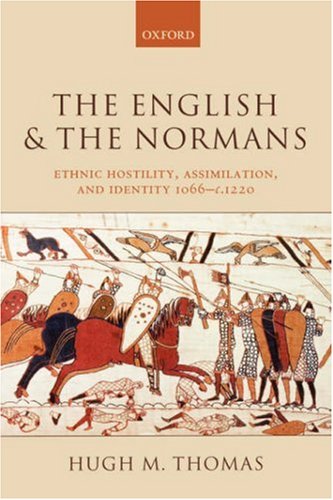 OXFORD
THE ENGLISH
& THE NORMANS
ETHNIC HOSTILITY, ASSIMILATION,
AND IDENTITY 1066–c.1220
HUGH M. THOMAS